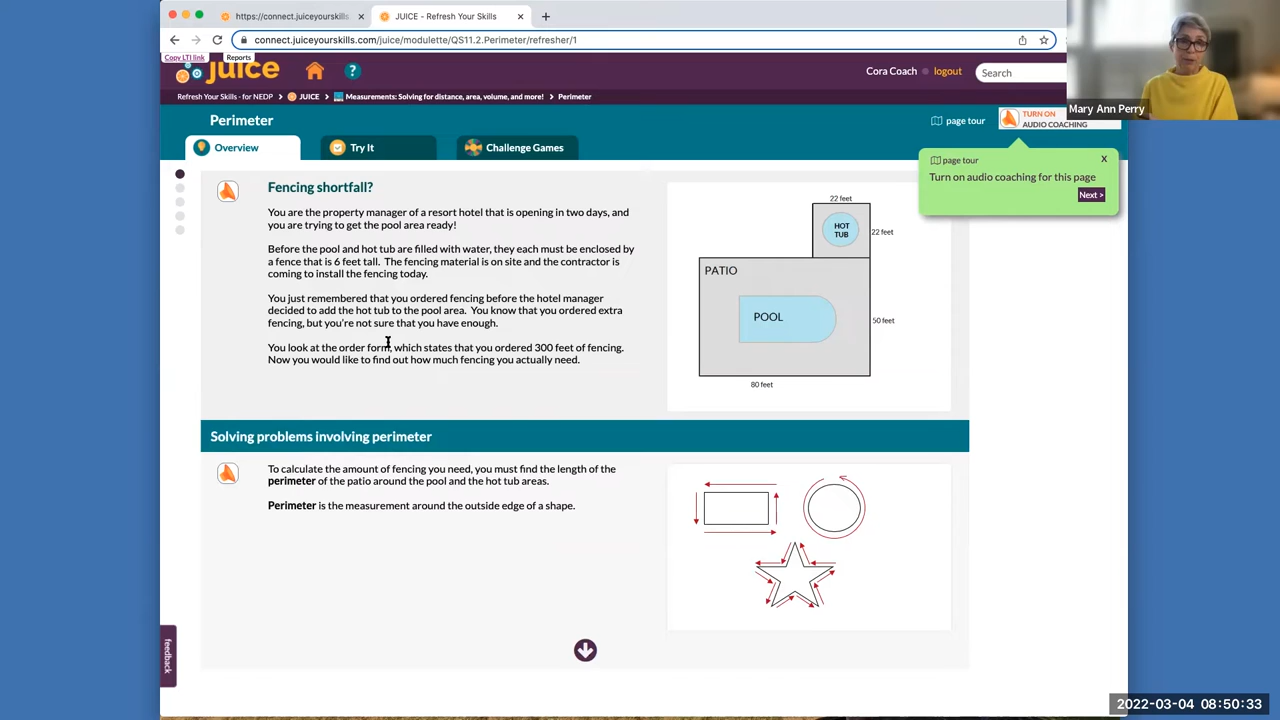 https://connect.juiceyourskills
JUICE - Refresh Your Skills
connect.juiceyourskills.com/juice/modulette/QS11.2.Perimeter/refresher/1
Copy LTI link
Reports
juice
?
Cora Coach
logout
Search
Refresh Your Skills - for NEDP > JUICE > Measurements: Solving for distance, area, volume, and more! > Perimeter
Mary Ann Perry
Perimeter
page tour
TURN ON
AUDIO COACHING
Overview
Try It
Challenge Games
page tour
X
Turn on audio coaching for this page
Next >
Fencing shortfall?
You are the property manager of a resort hotel that is opening in two days, and
you are trying to get the pool area ready!
Before the pool and hot tub are filled with water, they each must be enclosed by
a fence that is 6 feet tall. The fencing material is on site and the contractor is
coming to install the fencing today.
You just remembered that you ordered fencing before the hotel manager
decided to add the hot tub to the pool area. You know that you ordered extra
fencing, but you're not sure that you have enough.
You look at the order form, which states that you ordered 300 feet of fencing.
Now you would like to find out how much fencing you actually need.
22 feet
HOT
TUB
22 feet
PATIO
POOL
50 feet
80 feet
Solving problems involving perimeter
To calculate the amount of fencing you need, you must find the length of the
perimeter of the patio around the pool and the hot tub areas.
Perimeter is the measurement around the outside edge of a shape.
feedback
2022-03-04 08:50:33